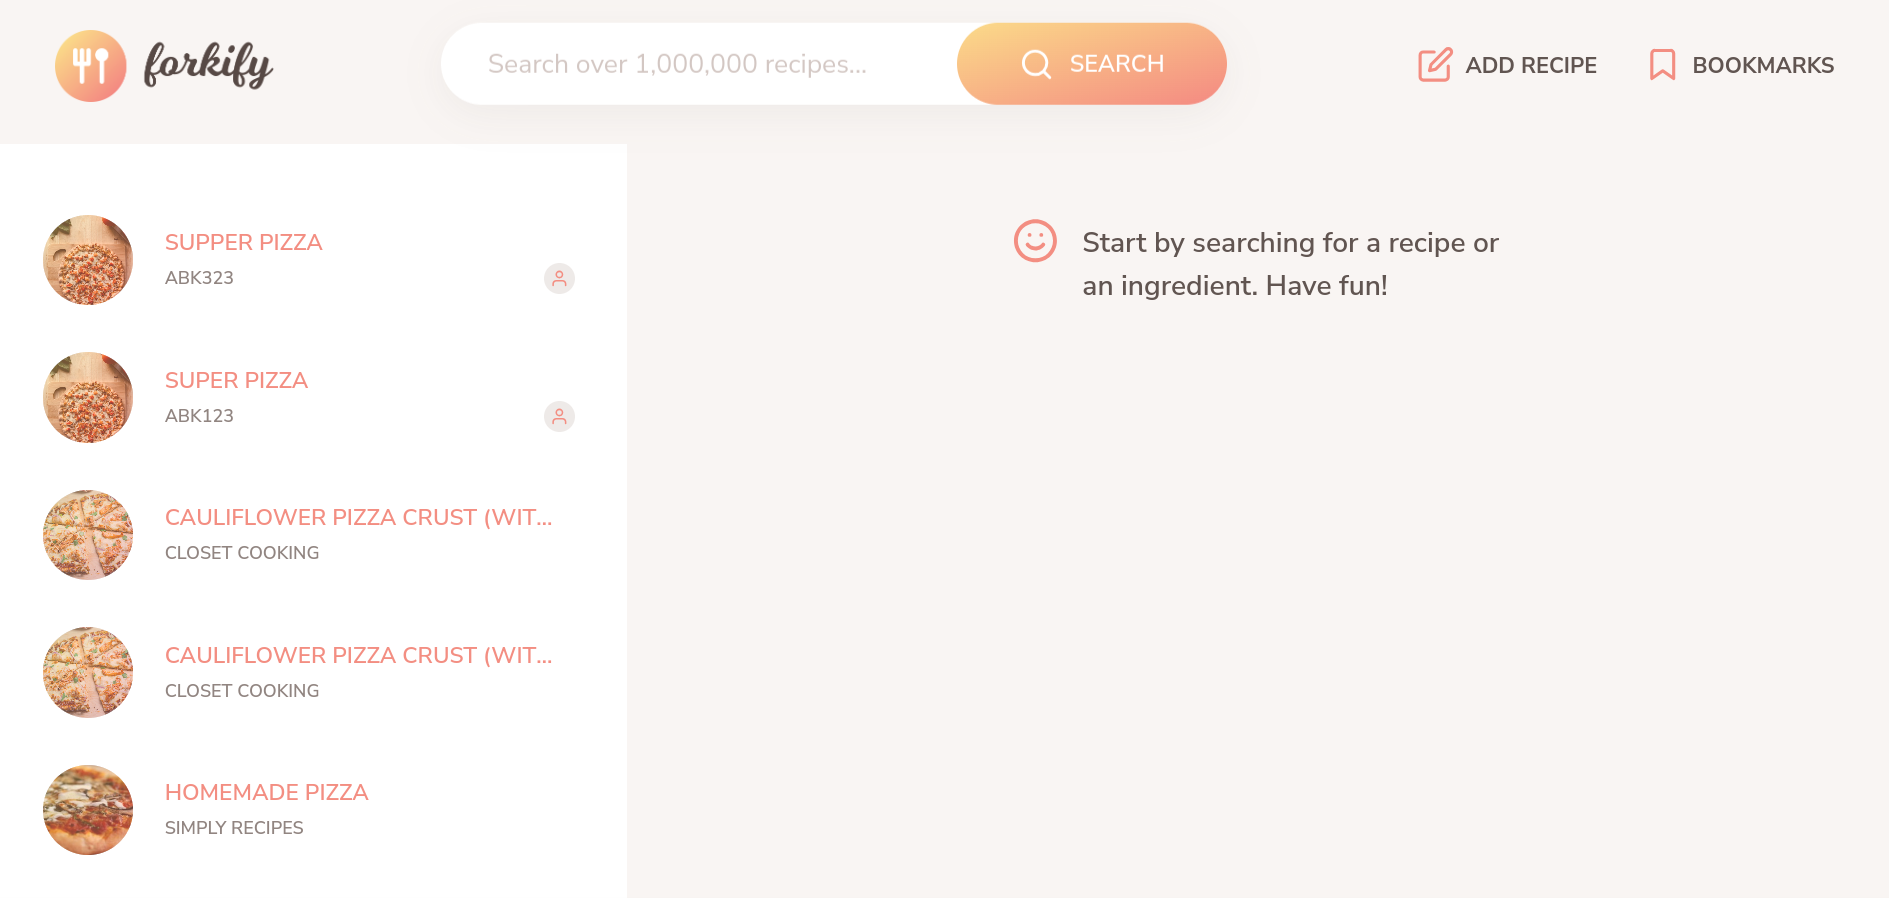 forkify
Search over 1,000,000 recipes...
SEARCH
ADD RECIPE
BOOKMARKS
SUPPER PIZZA
ABK323
SUPER PIZZA
ABK123
CAULIFLOWER PIZZA CRUST (WIT...
CLOSET COOKING
CAULIFLOWER PIZZA CRUST (WIT...
CLOSET COOKING
HOMEMADE PIZZA
SIMPLY RECIPES
Start by searching for a recipe or
an ingredient. Have fun!